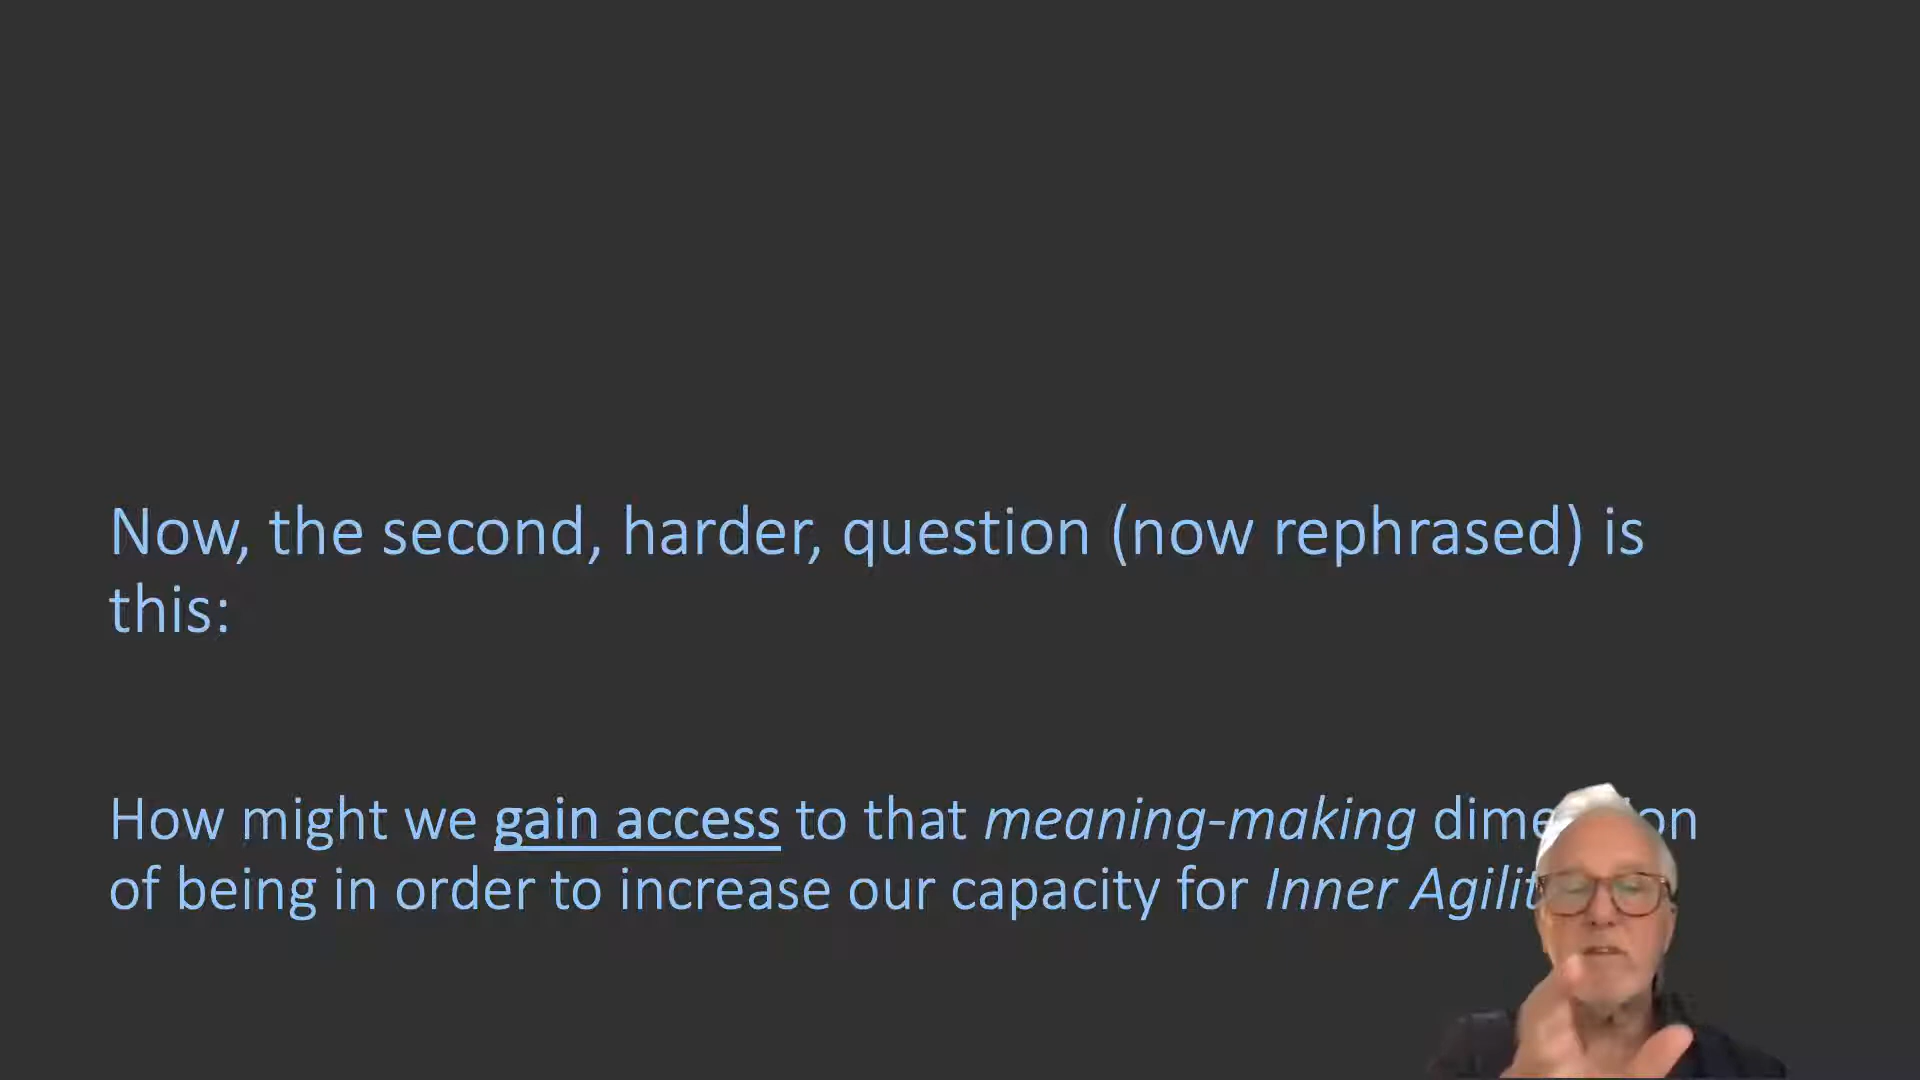 Now, the second, harder, question (now rephrased) is
this:
How might we gain access to that meaning-making
of being in order to increase our capacity for Inner